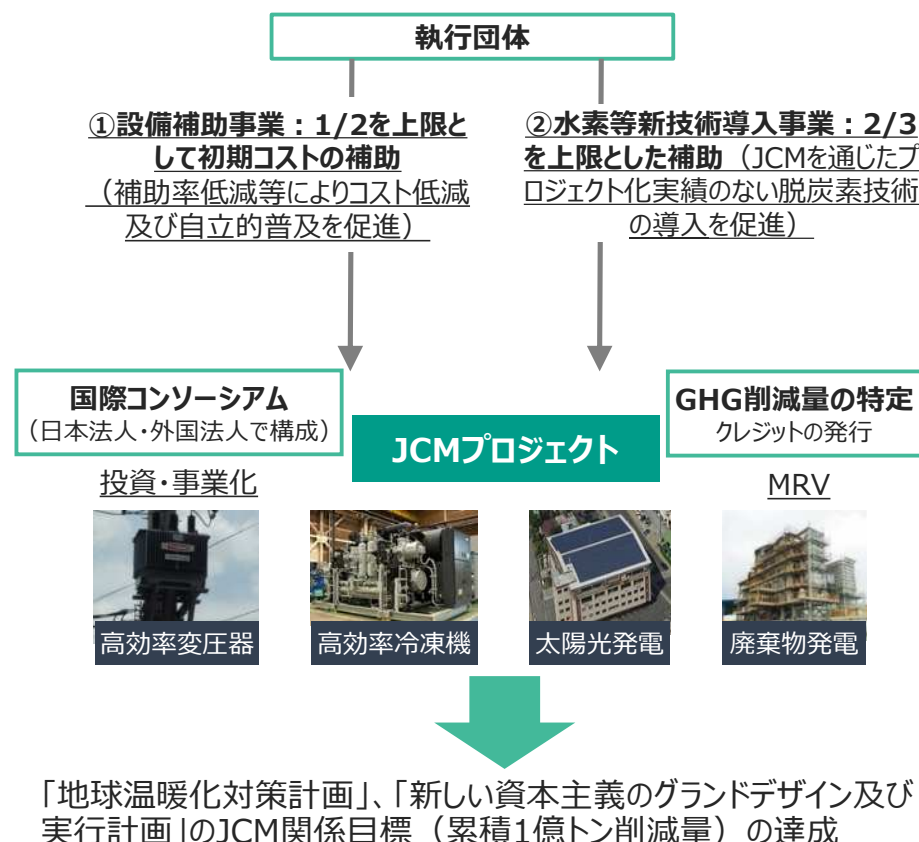 執行団体
①設備補助事業：1/2を上限と
して初期コストの補助
（補助率低減等によりコスト低減
及び自立的普及を促進）
②水素等新技術導入事業：2/3
を上限とした補助（JCMを通じたプ
ロジェクト化実績のない脱炭素技術
の導入を促進）
国際コンソーシアム
（日本法人・外国法人で構成）
投資・事業化
JCMプロジェクト
GHG削減量の特定
クレジットの発行
MRV
高効率変圧器
高効率冷凍機
太陽光発電
廃棄物発電
「地球温暖化対策計画」、「新しい資本主義のグランドデザイン及び
実行計画」のJCM関係目標（累積1億トン削減量）の達成